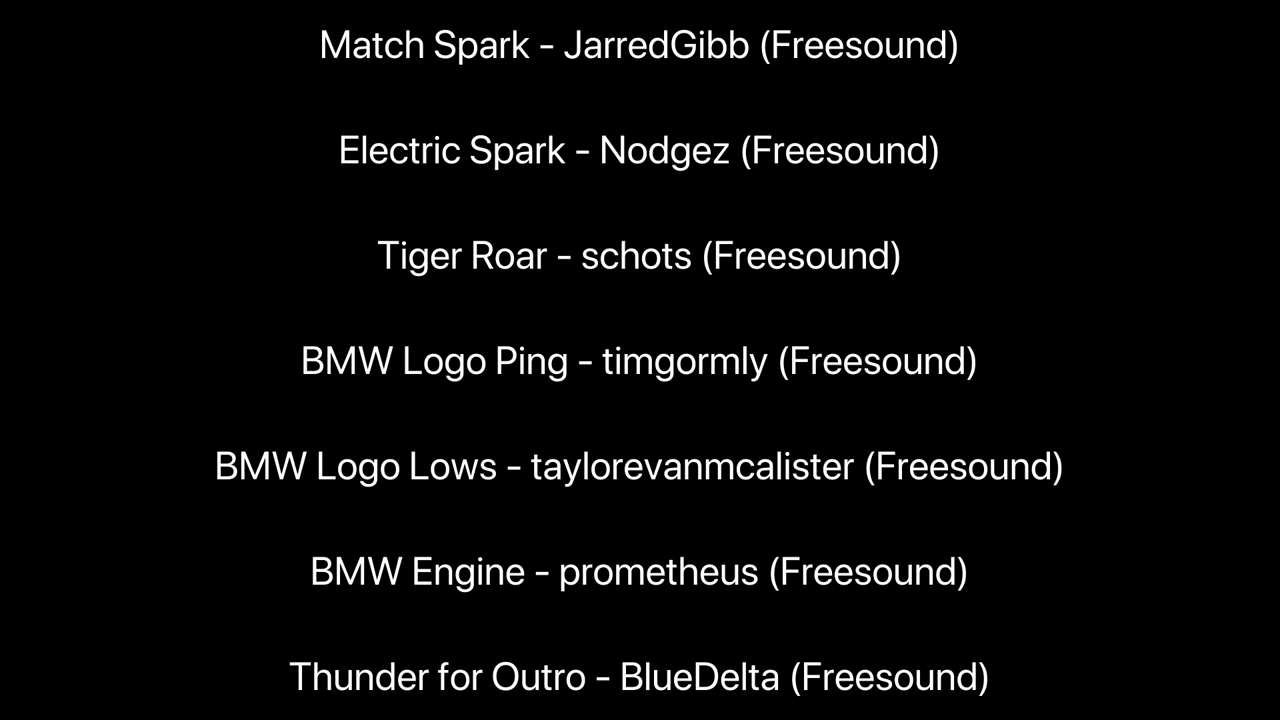 Match Spark - JarredGibb (Freesound)
Electric Spark - Nodgez (Freesound)
Tiger Roar - schots (Freesound)
BMW Logo Ping - timgormly (Freesound)
BMW Logo Lows - taylorevanmcalister (Freesound)
BMW Engine - prometheus (Freesound)
Thunder for Outro - BlueDelta (Freesound)